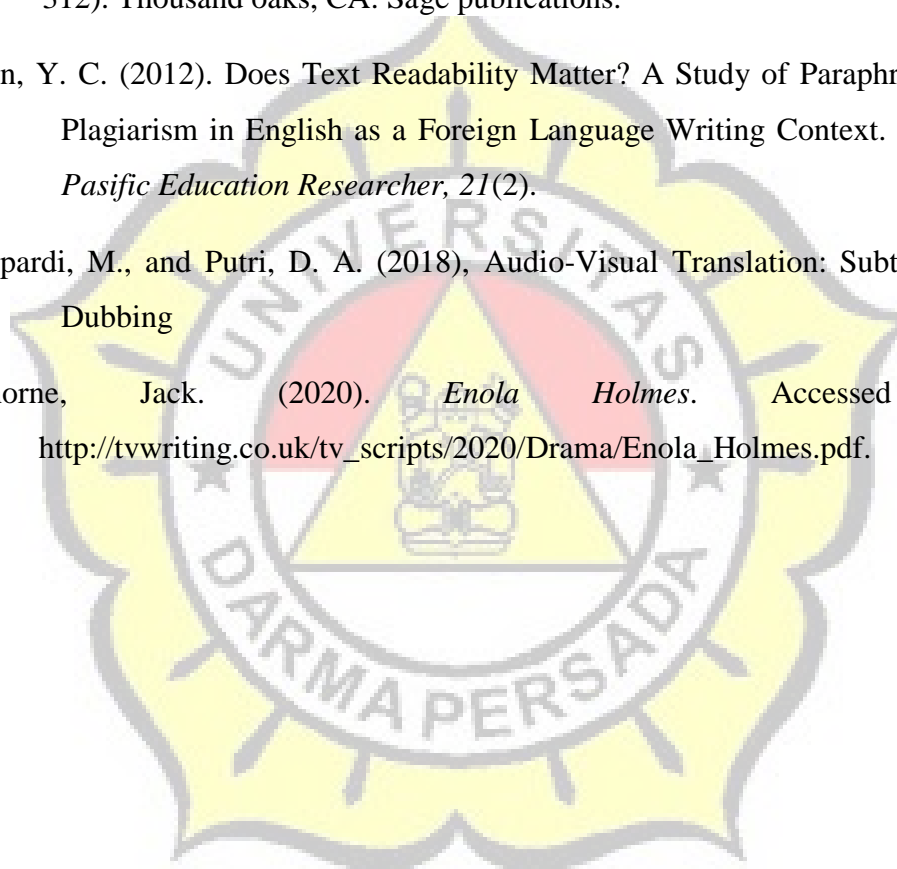 512). Thousand oaks, CA: Sage publications.
n, Y. C. (2012). Does Text Readability Matter? A Study of Paraphr
Plagiarism in English as a Foreign Language Writing Context.
Pasific Education Researcher, 21(2).
pardi, M., and Putri, D. A. (2018), Audio-Visual Translation: Subt
Dubbing
orne, Jack. (2020). Enola Holmes. Accessed
http://tvwriting.co.uk/tv_scripts/2020/Drama/Enola_Holmes.pdf.
UNIVERSITAS
DARMA PERSADA